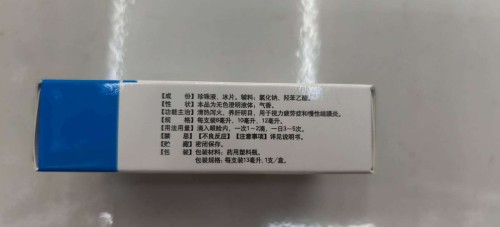 【成 份】珍珠液，冰片。辅料：氯化钠、羟苯乙酯。
【性 状】本品为无色澄明液体；气香。
【功能主治】清热泻火，养肝明目，用于视力疲劳症和慢性结膜炎。
【规 格】每支装8毫升，10毫升，12毫升。
【用法用量】滴入眼睑内，一次1~2滴，一日3~5次。
【禁 忌】【不良反应】【注意事项】详见说明书。
【贮 藏】密闭保存。
【包 装】包装材料：药用塑料瓶。
包装规格：每支装13毫升，1支/盒。